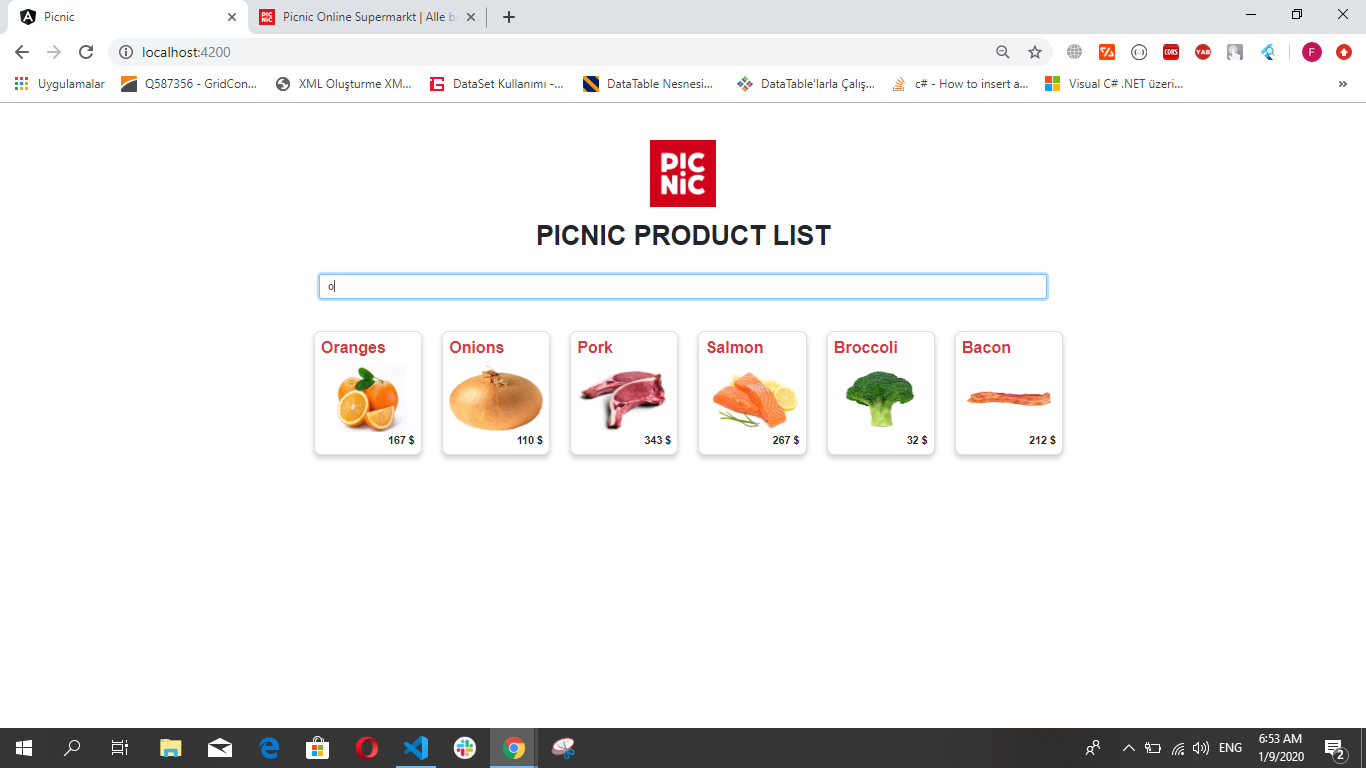 Picnic
Picnic Online Supermarkt | Alle b
localhost:4200
CORS
YAB
F
Uygulamalar
Q587356 - GridCon...
XML Oluşturme XM...
DataSet Kullanımı -...
DataTable Nesnesi...
DataTable'larla Çalış...
c# - How to insert a...
Visual C# .NET üzeri...
PIC
NIC
PICNIC PRODUCT LIST
o
Oranges
Onions
Pork
Salmon
Broccoli
Bacon
167 $
110 $
343 $
267 $
32 $
212 $
ENG
6:53 AM
1/9/2020
2